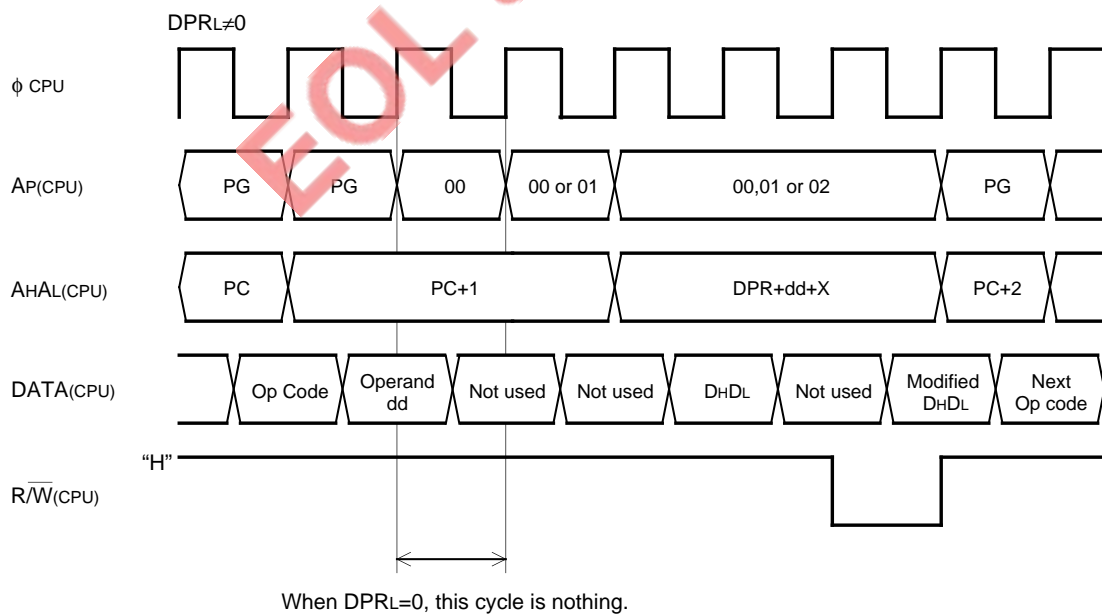 DPRL≠0
ϕ CPU
AP(CPU) PG PG 00 00 or 01 00,01 or 02 PG
AHAL(CPU) PC PC+1 DPR+dd+X PC+2
DATA(CPU) Op Code Operand dd Not used Not used DHDL Not used Modified DHDL Next Op code
“H”
R/W(CPU)
When DPRL=0, this cycle is nothing.
EOL